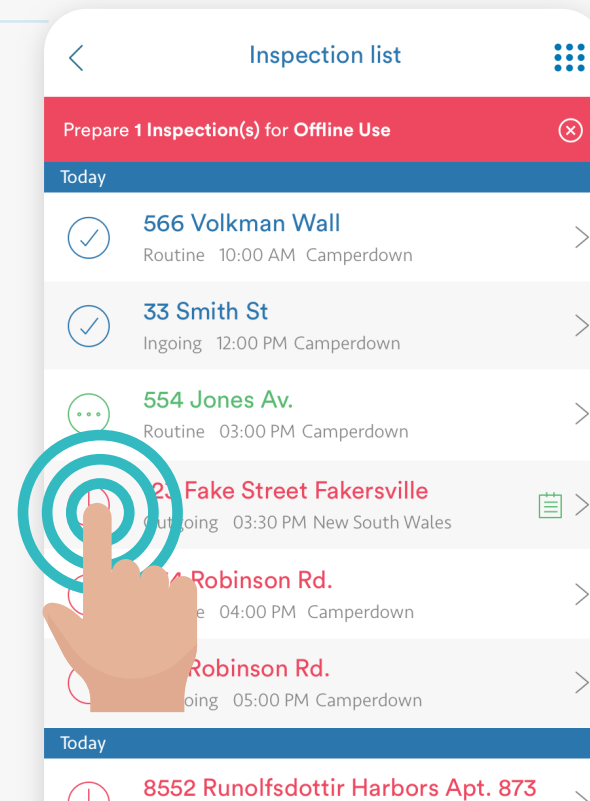 Inspection list
Prepare 1 Inspection(s) for Offline Use
Today
566 Volkman Wall
Routine 10:00 AM Camperdown
33 Smith St
Ingoing 12:00 PM Camperdown
554 Jones Av.
Routine 03:00 PM Camperdown
Fake Street Fakersville
03:30 PM New South Wales
Robinson Rd.
04:00 PM Camperdown
Robinson Rd.
05:00 PM Camperdown
Today
8552 Runolfsdottir Harbors Apt. 873